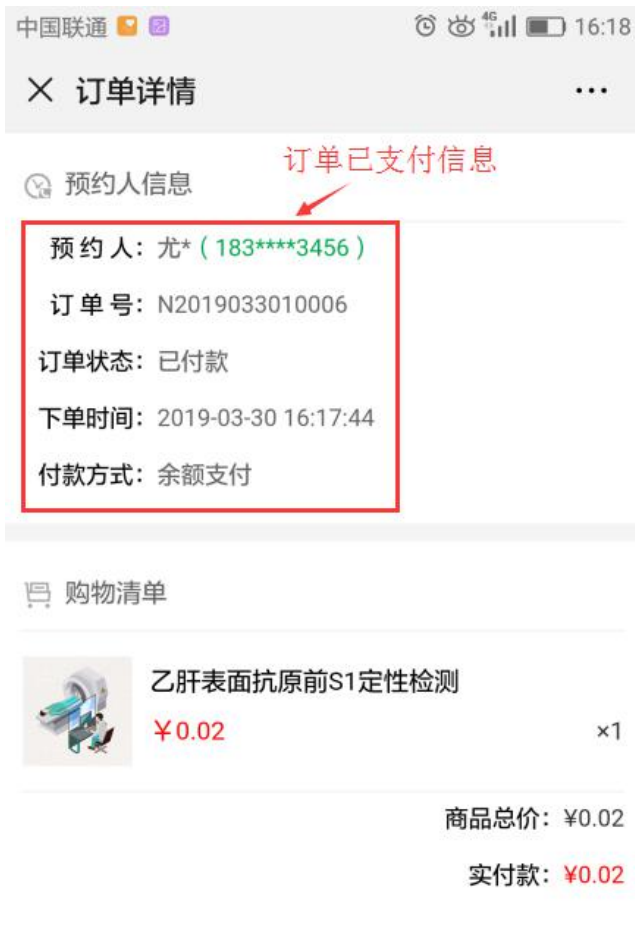 中国联通 4G 16:18
× 订单详情 ...
订单已支付信息
预约人信息
预 约 人：尤*（183****3456）
订 单 号：N2019033010006
订单状态：已付款
下单时间：2019-03-30 16:17:44
付款方式：余额支付
购物清单
乙肝表面抗原前S1定性检测
￥0.02 ×1
商品总价：¥0.02
实付款：¥0.02